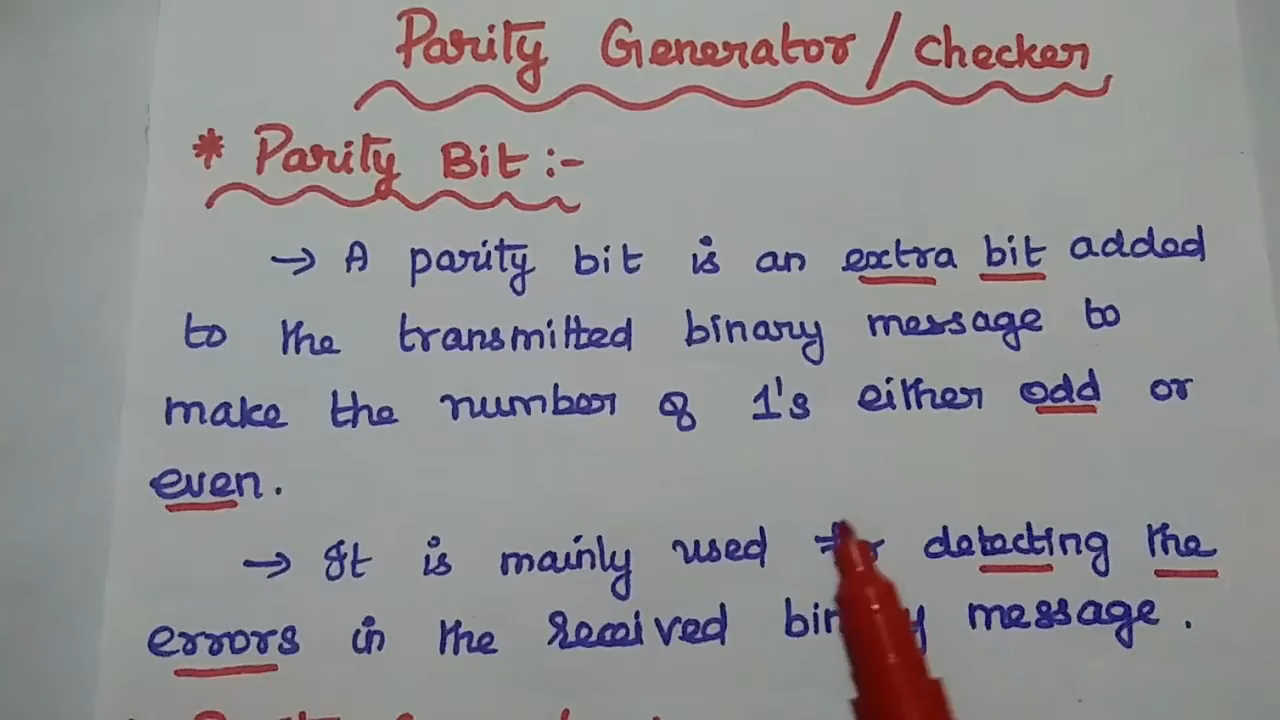 Parity Generator/Checker
* Parity Bit :-
→ A parity bit is an extra bit added
to the transmitted binary message to
make the number of 1's either odd or
even.
→ It is mainly used for detecting the
errors in the received binary message.